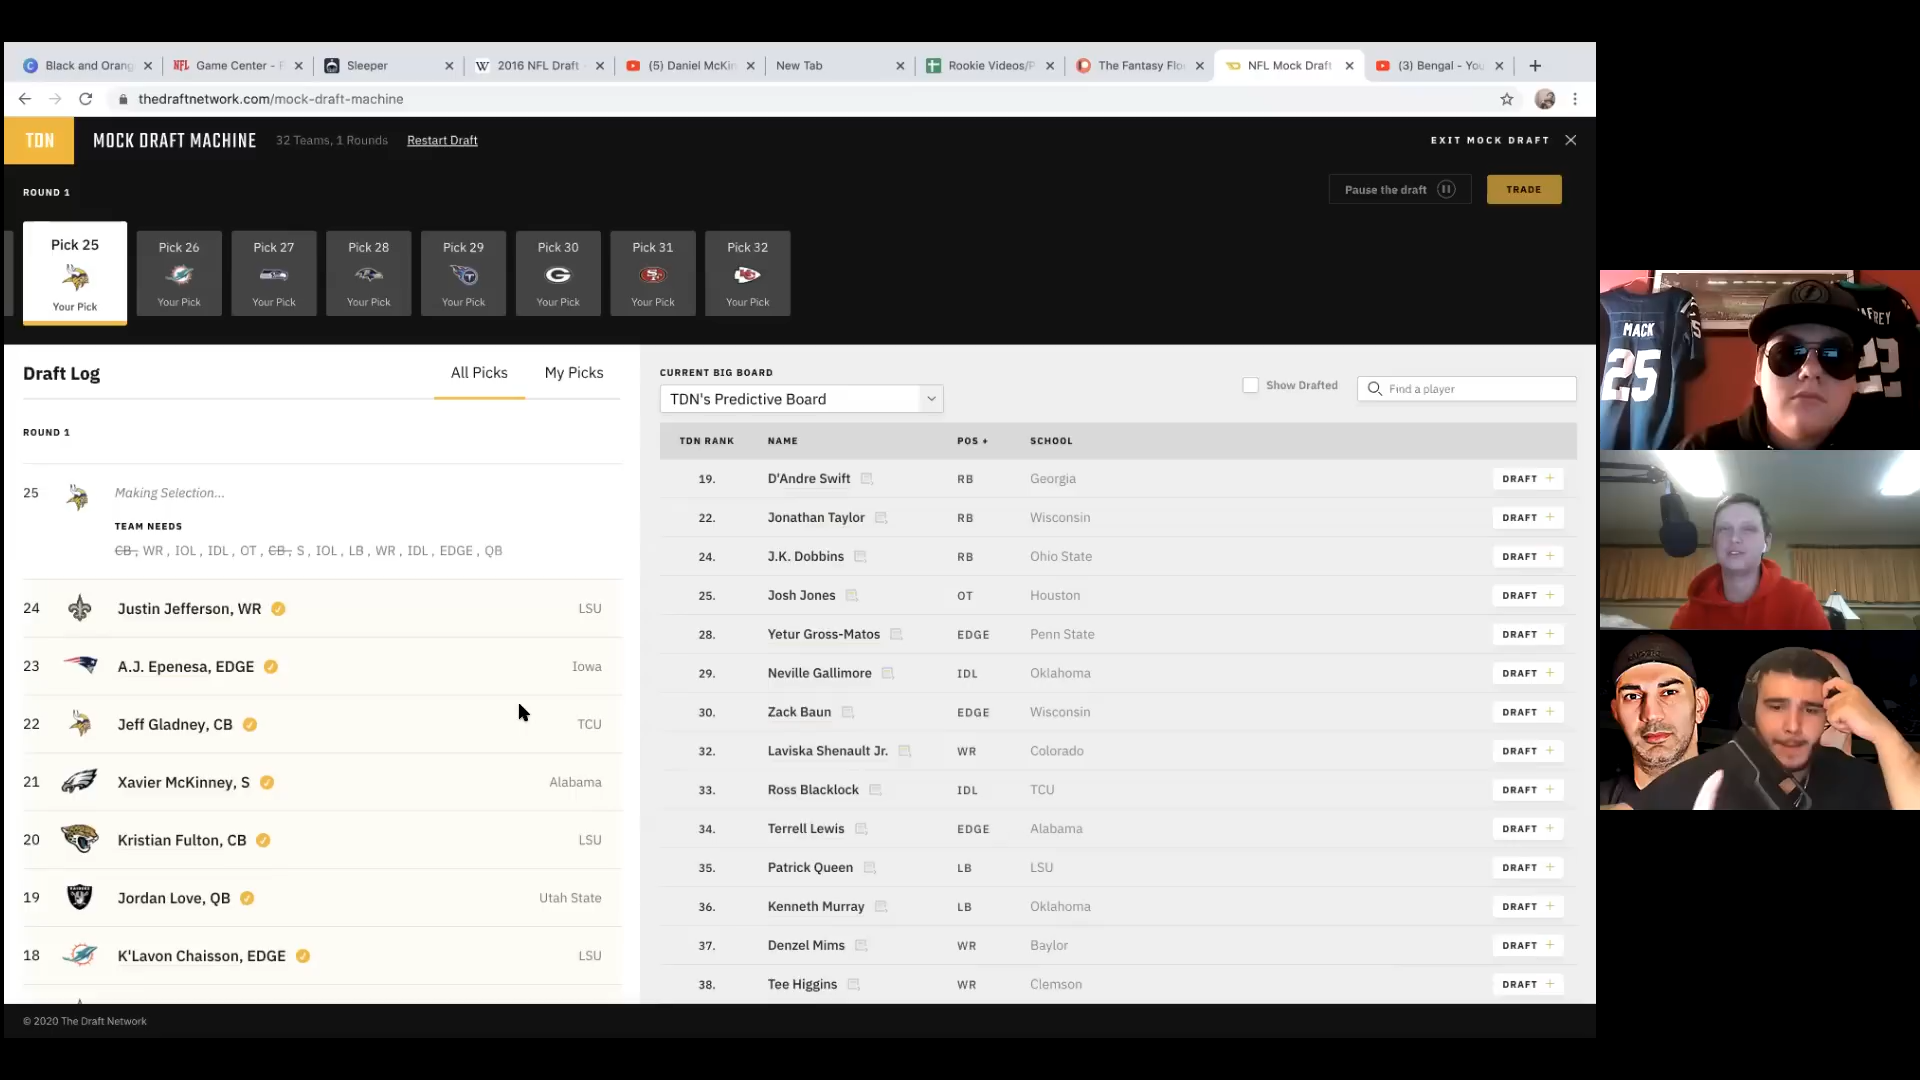 Black and Orang
Game Center - F
Sleeper
2016 NFL Draft
(5) Daniel McKin
New Tab
Rookie Videos/P
The Fantasy Flo
NFL Mock Draft
(3) Bengal - You
thedraftnetwork.com/mock-draft-machine
TDN
MOCK DRAFT MACHINE
32 Teams, 1 Rounds
Restart Draft
EXIT MOCK DRAFT
ROUND 1
Pause the draft
TRADE
Pick 25
Your Pick
Pick 26
Your Pick
Pick 27
Your Pick
Pick 28
Your Pick
Pick 29
Your Pick
Pick 30
Your Pick
Pick 31
Your Pick
Pick 32
Your Pick
Draft Log
All Picks
My Picks
ROUND 1
25 Making Selection...
TEAM NEEDS
CB, WR, IOL, IDL, OT, CB, S, IOL, LB, WR, IDL, EDGE, QB
24 Justin Jefferson, WR LSU
23 A.J. Epenesa, EDGE Iowa
22 Jeff Gladney, CB TCU
21 Xavier McKinney, S Alabama
20 Kristian Fulton, CB LSU
19 Jordan Love, QB Utah State
18 K'Lavon Chaisson, EDGE LSU
CURRENT BIG BOARD
TDN's Predictive Board
Show Drafted
Find a player
TDN RANK NAME POS SCHOOL
19. D'Andre Swift RB Georgia DRAFT +
22. Jonathan Taylor RB Wisconsin DRAFT +
24. J.K. Dobbins RB Ohio State DRAFT +
25. Josh Jones OT Houston DRAFT +
28. Yetur Gross-Matos EDGE Penn State DRAFT +
29. Neville Gallimore IDL Oklahoma DRAFT +
30. Zack Baun EDGE Wisconsin DRAFT +
32. Laviska Shenault Jr. WR Colorado DRAFT +
33. Ross Blacklock IDL TCU DRAFT +
34. Terrell Lewis EDGE Alabama DRAFT +
35. Patrick Queen LB LSU DRAFT +
36. Kenneth Murray LB Oklahoma DRAFT +
37. Denzel Mims WR Baylor DRAFT +
38. Tee Higgins WR Clemson DRAFT +
© 2020 The Draft Network
MACK
25
AFREY